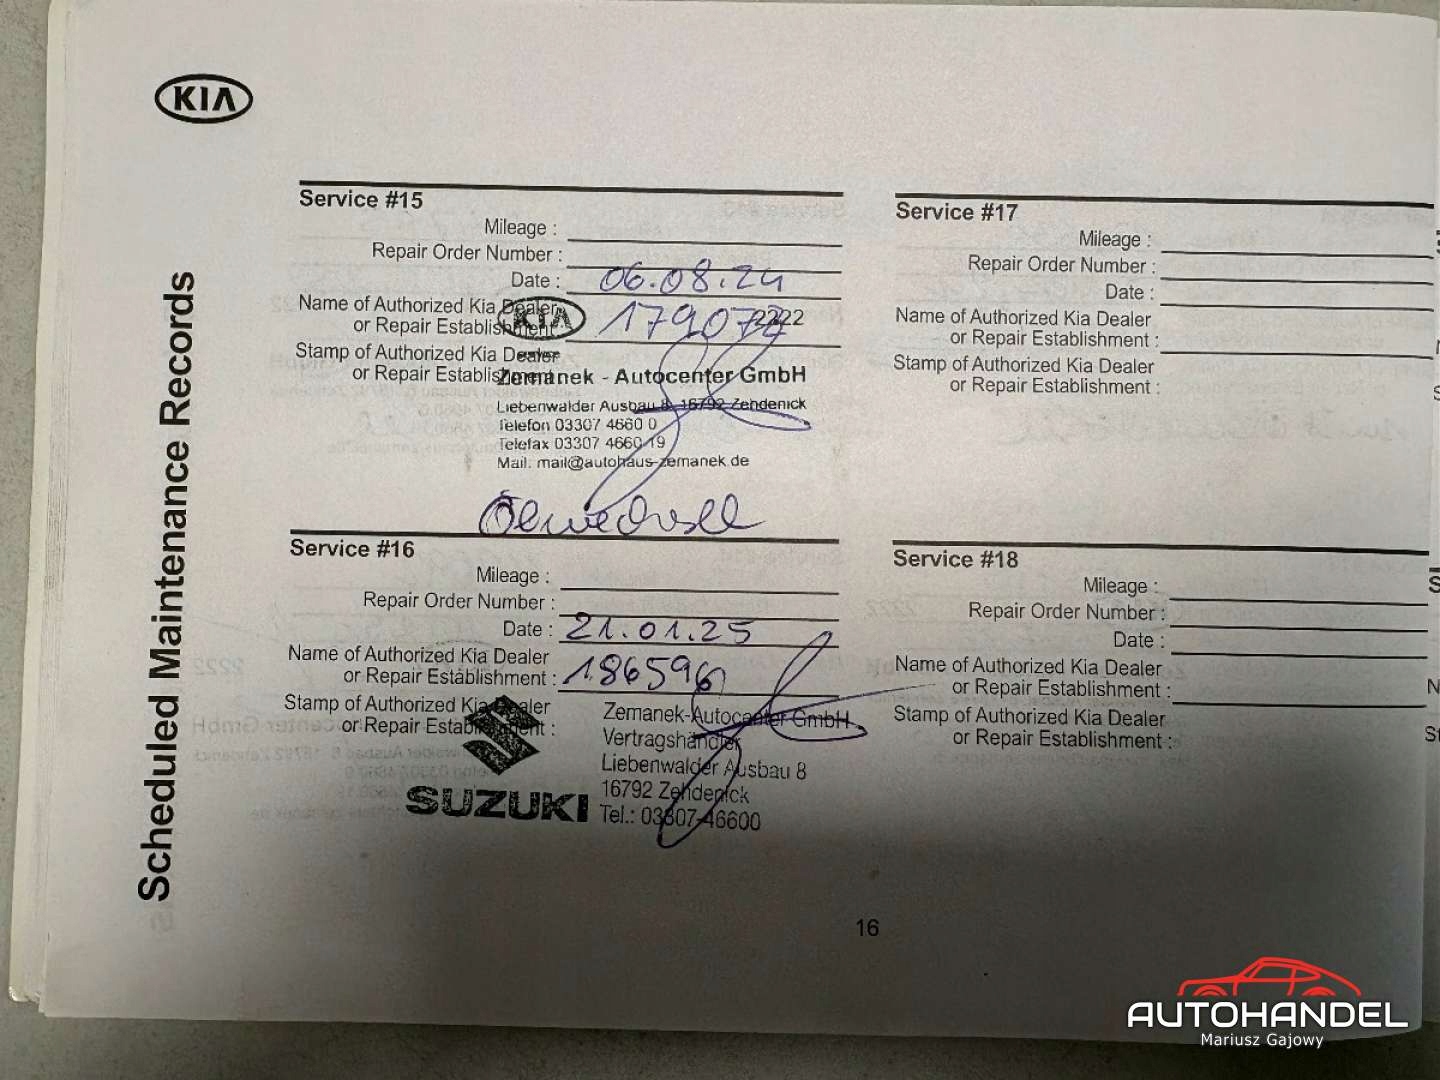 KIA
Scheduled Maintenance Records
Service #15
Mileage :
Repair Order Number :
Date : 06.08.24
Name of Authorized Kia Dealer
or Repair Establishment :
KIA 2222
Stamp of Authorized Kia Dealer
or Repair Establishment :
Zemanek - Autocenter GmbH
Liebenwalder Ausbau 8, 16792 Zehdenick
Telefon 03307 4660 0
Telefax 03307 4660 19
Mail: mail@autohaus-zemanek.de
Ölwechsel
Service #16
Mileage :
Repair Order Number :
Date : 21.01.25
Name of Authorized Kia Dealer
or Repair Establishment : 186596
Stamp of Authorized Kia Dealer
or Repair Establishment :
SUZUKI
Zemanek-Autocenter GmbH
Vertragshändler
Liebenwalder Ausbau 8
16792 Zehdenick
Tel.: 03307-46600
Service #17
Mileage :
Repair Order Number :
Date :
Name of Authorized Kia Dealer
or Repair Establishment :
Stamp of Authorized Kia Dealer
or Repair Establishment :
Service #18
Mileage :
Repair Order Number :
Date :
Name of Authorized Kia Dealer
or Repair Establishment :
Stamp of Authorized Kia Dealer
or Repair Establishment :
16
AUTOHANDEL
Mariusz Gajowy